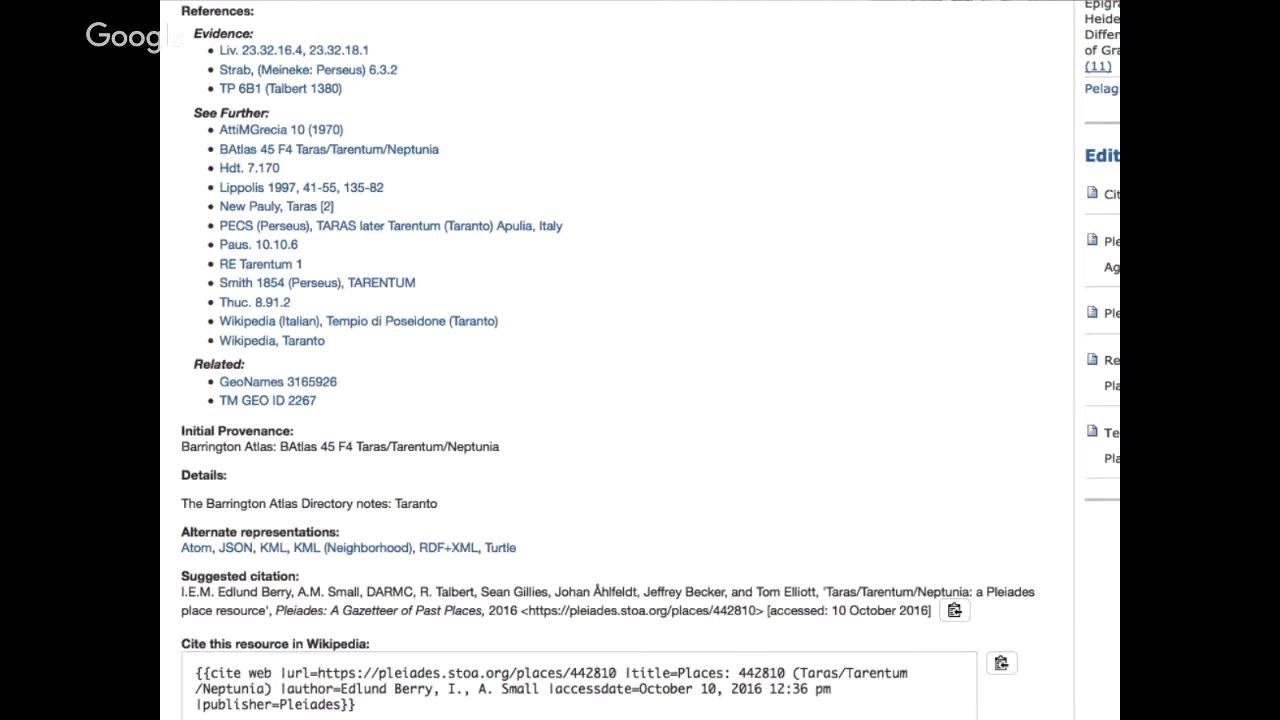 References:
Google
Evidence:
Liv. 23.32.16.4, 23.32.18.1
Strab, (Meineke: Perseus) 6.3.2
TP 6B1 (Talbert 1380)
See Further:
AttiMGrecia 10 (1970)
BAtlas 45 F4 Taras/Tarentum/Neptunia
Hdt. 7.170
Lippolis 1997, 41-55, 135-82
New Pauly, Taras [2]
PECS (Perseus), TARAS later Tarentum (Taranto) Apulia, Italy
Paus. 10.10.6
RE Tarentum 1
Smith 1854 (Perseus), TARENTUM
Thuc. 8.91.2
Wikipedia (Italian), Tempio di Poseidone (Taranto)
Wikipedia, Taranto
Related:
GeoNames 3165926
TM GEO ID 2267
Initial Provenance:
Barrington Atlas: BAtlas 45 F4 Taras/Tarentum/Neptunia
Details:
The Barrington Atlas Directory notes: Taranto
Alternate representations:
Atom, JSON, KML, KML (Neighborhood), RDF+XML, Turtle
Suggested citation:
I.E.M. Edlund Berry, A.M. Small, DARMC, R. Talbert, Sean Gillies, Johan Åhlfeldt, Jeffrey Becker, and Tom Elliott, 'Taras/Tarentum/Neptunia: a Pleiades
place resource', Pleiades: A Gazetteer of Past Places, 2016 <https://pleiades.stoa.org/places/442810> [accessed: 10 October 2016]
Cite this resource in Wikipedia:
{{cite web |url=https://pleiades.stoa.org/places/442810 |title=Places: 442810 (Taras/Tarentum
/Neptunia) |author=Edlund Berry, I., A. Small |accessdate=October 10, 2016 12:36 pm
|publisher=Pleiades}}
Epigra
Heide
Differ
of Gra
(11)
Pelag
Edit
Cit
Ple
Ag
Ple
Re
Pla
Te
Pla